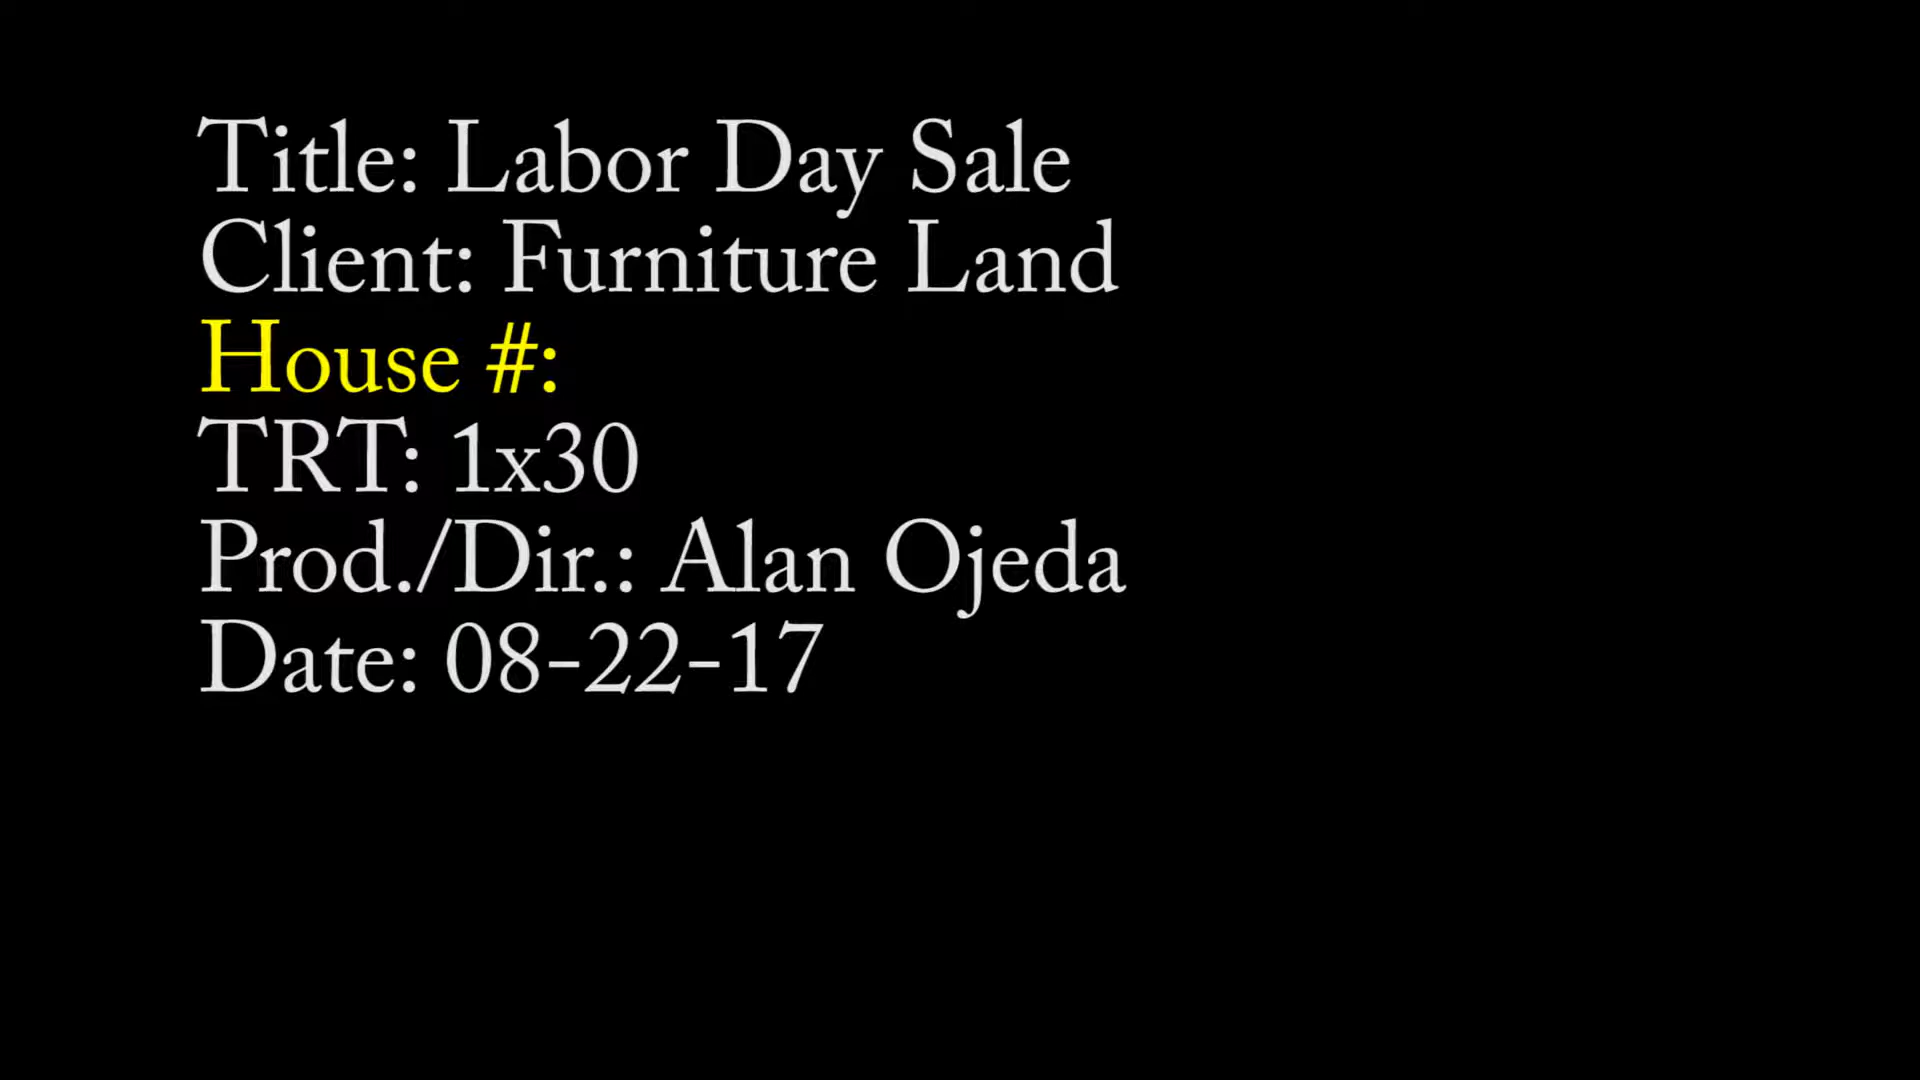 Title: Labor Day Sale
Client: Furniture Land
House #:
TRT: 1x30
Prod./Dir.: Alan Ojeda
Date: 08-22-17